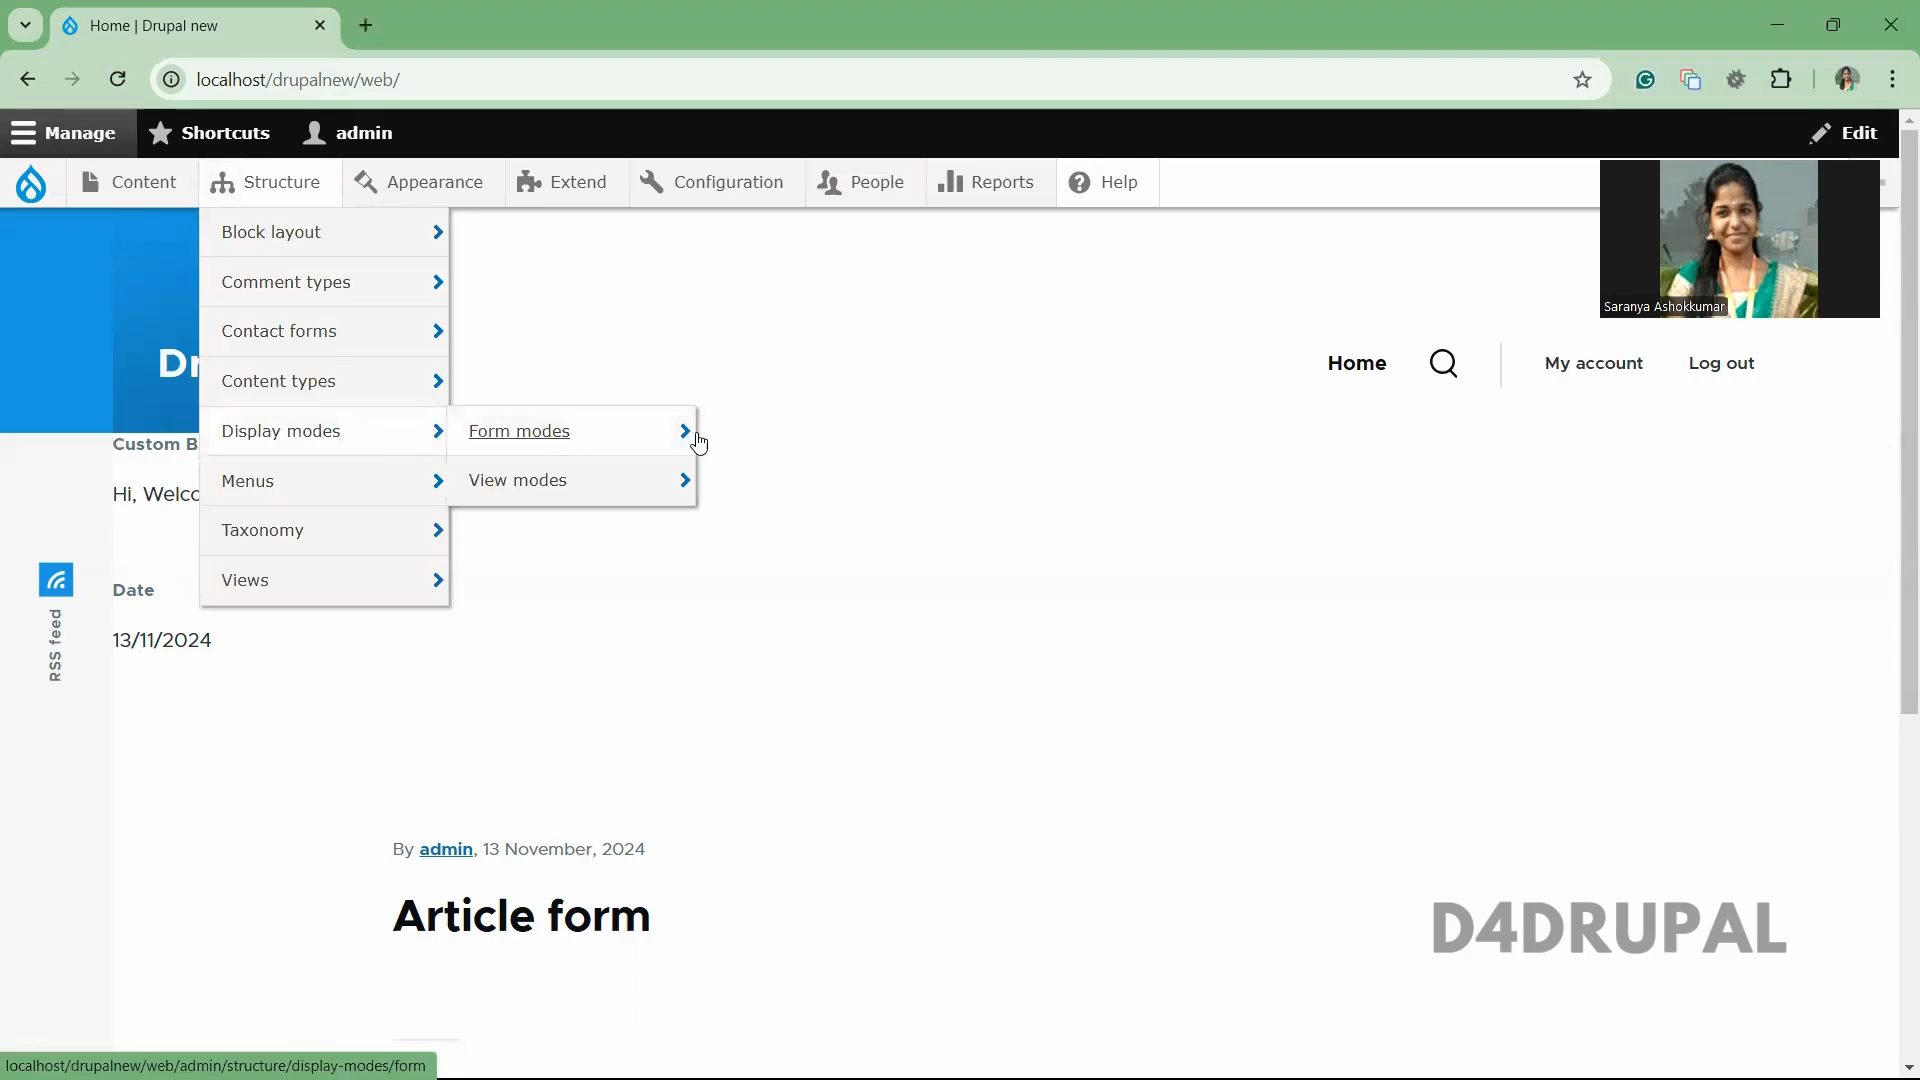 Home | Drupal new
localhost/drupalnew/web/
Manage
Shortcuts
admin
Edit
Content
Structure
Appearance
Extend
Configuration
People
Reports
Help
Block layout
Comment types
Contact forms
Content types
Display modes
Form modes
Menus
View modes
Taxonomy
Views
Saranya Ashokkumar
Dr
Home
My account
Log out
Custom B
Hi, Welco
Date
13/11/2024
RSS feed
By admin, 13 November, 2024
Article form
D4DRUPAL
localhost/drupalnew/web/admin/structure/display-modes/form